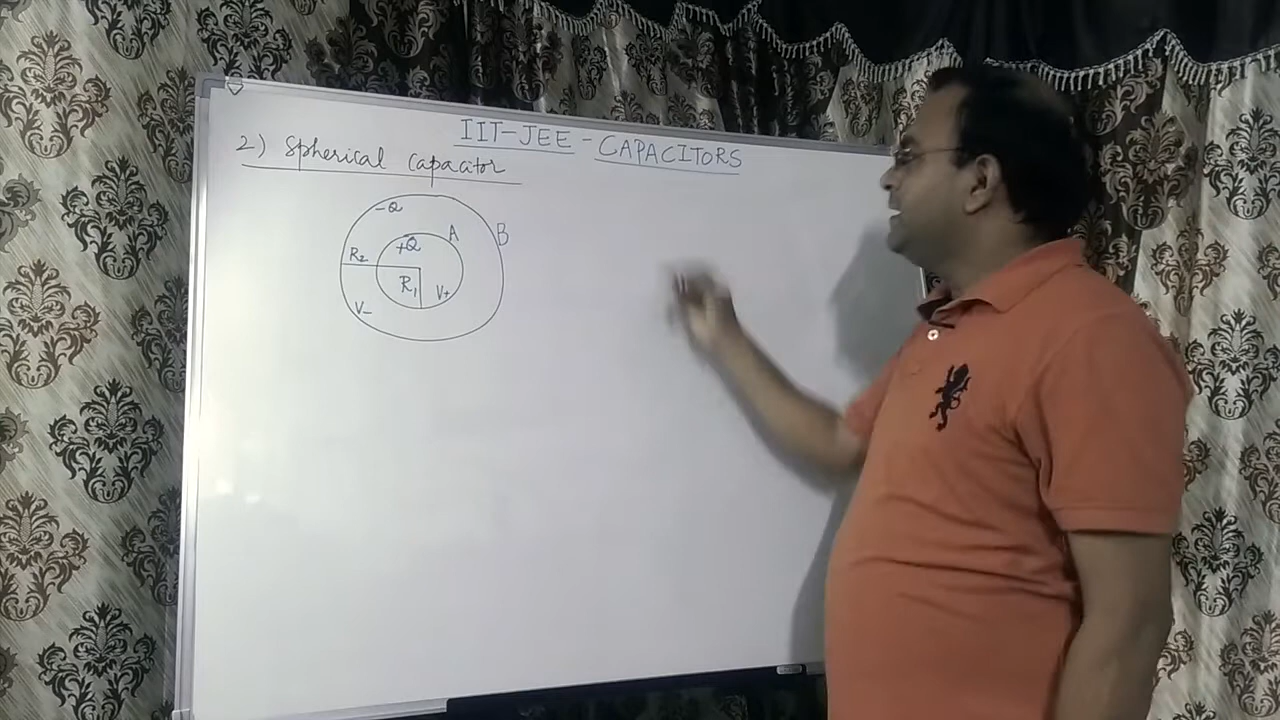 IIT-JEE - CAPACITORS
2) Spherical capacitor
-Q
+Q
A
B
R2
R1
V+
V-